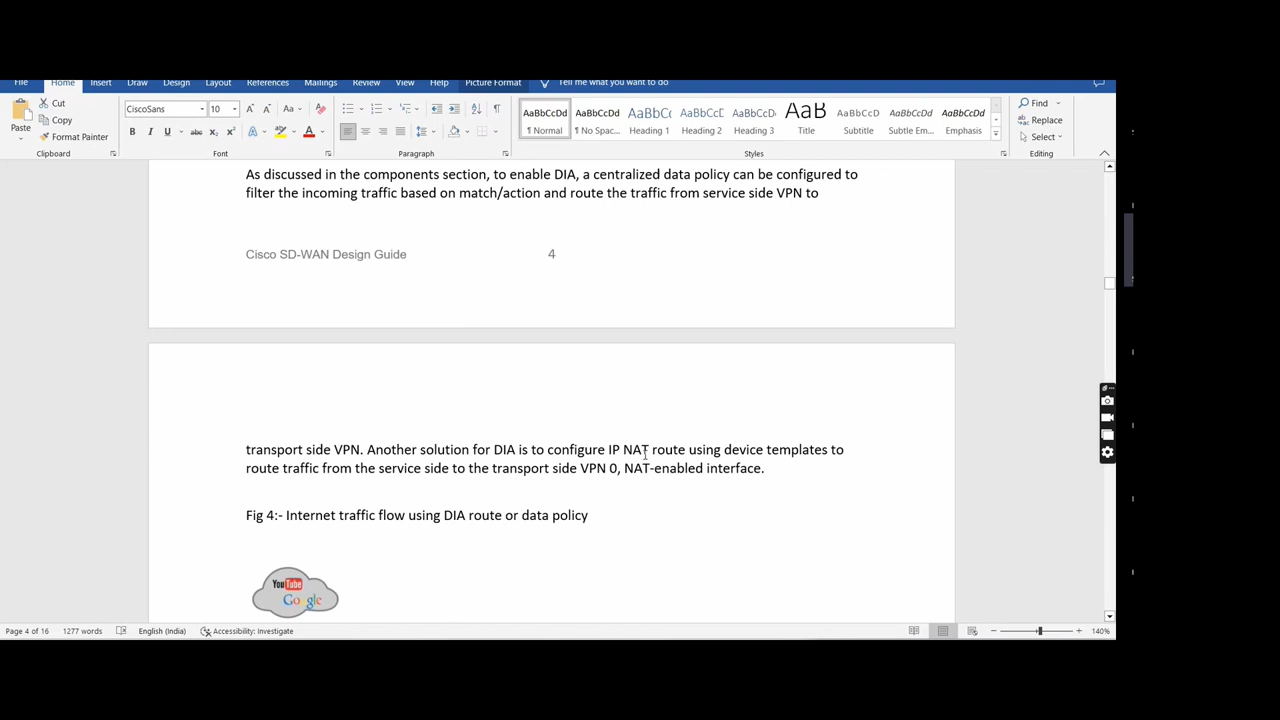 File Home Insert Draw Design Layout References Mailings Review View Help Picture Format Tell me what you want to do
Cut
Copy
Paste
Format Painter
CiscoSans 10
Clipboard Font Paragraph Styles Editing
AaBbCcDd AaBbCcDd AaBbCc AaBbCcC AaBbCcDc AaB AaBbCcD AaBbCcDd AaBbCcDd
¶ Normal ¶ No Spac... Heading 1 Heading 2 Heading 3 Title Subtitle Subtle Em... Emphasis
Find
Replace
Select
As discussed in the components section, to enable DIA, a centralized data policy can be configured to
filter the incoming traffic based on match/action and route the traffic from service side VPN to
Cisco SD-WAN Design Guide 4
transport side VPN. Another solution for DIA is to configure IP NAT route using device templates to
route traffic from the service side to the transport side VPN 0, NAT-enabled interface.
Fig 4:- Internet traffic flow using DIA route or data policy
YouTube
Google
Page 4 of 16 1277 words English (India) Accessibility: Investigate 140%